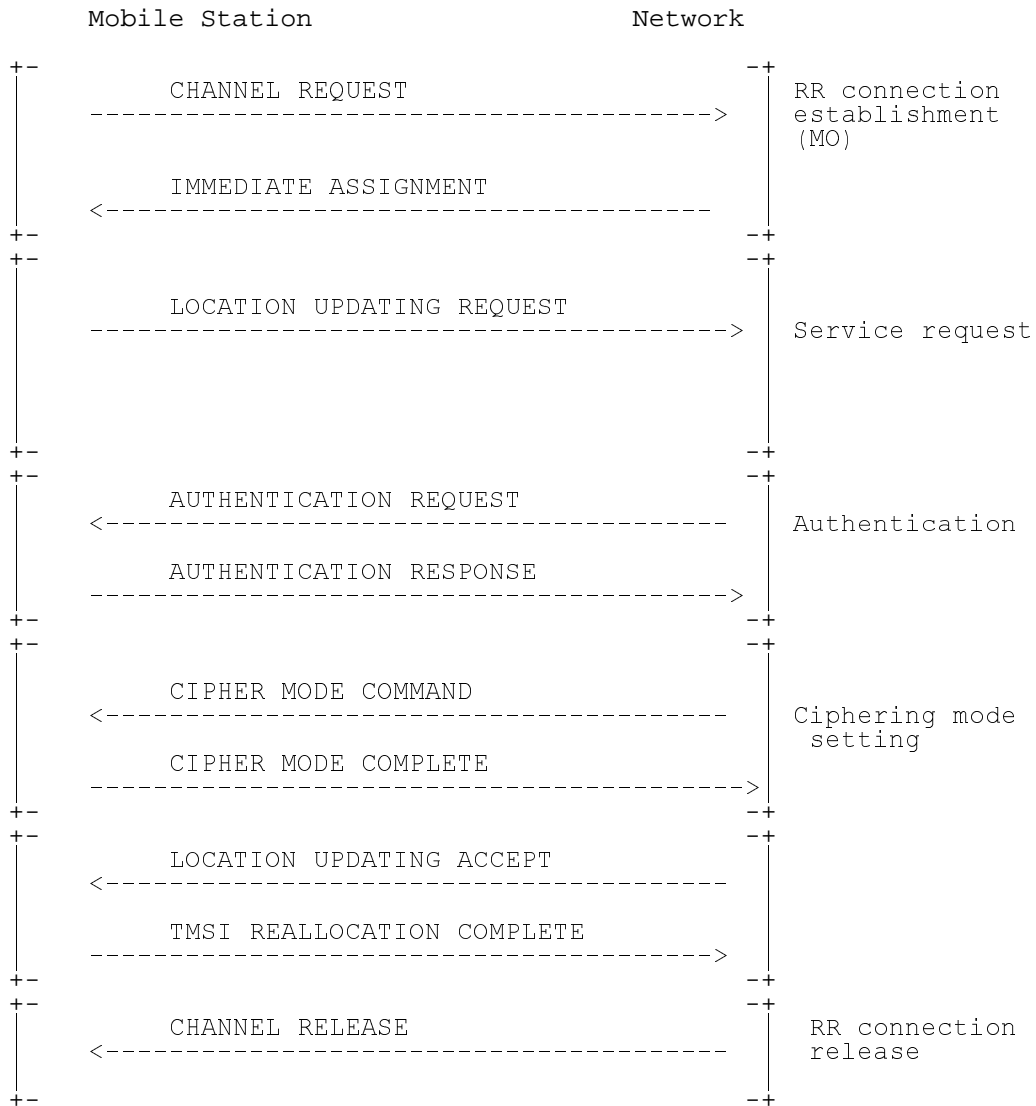 Mobile Station Network
CHANNEL REQUEST
RR connection
establishment
(MO)
IMMEDIATE ASSIGNMENT
LOCATION UPDATING REQUEST
Service request
AUTHENTICATION REQUEST
Authentication
AUTHENTICATION RESPONSE
CIPHER MODE COMMAND
Ciphering mode
setting
CIPHER MODE COMPLETE
LOCATION UPDATING ACCEPT
TMSI REALLOCATION COMPLETE
CHANNEL RELEASE
RR connection
release